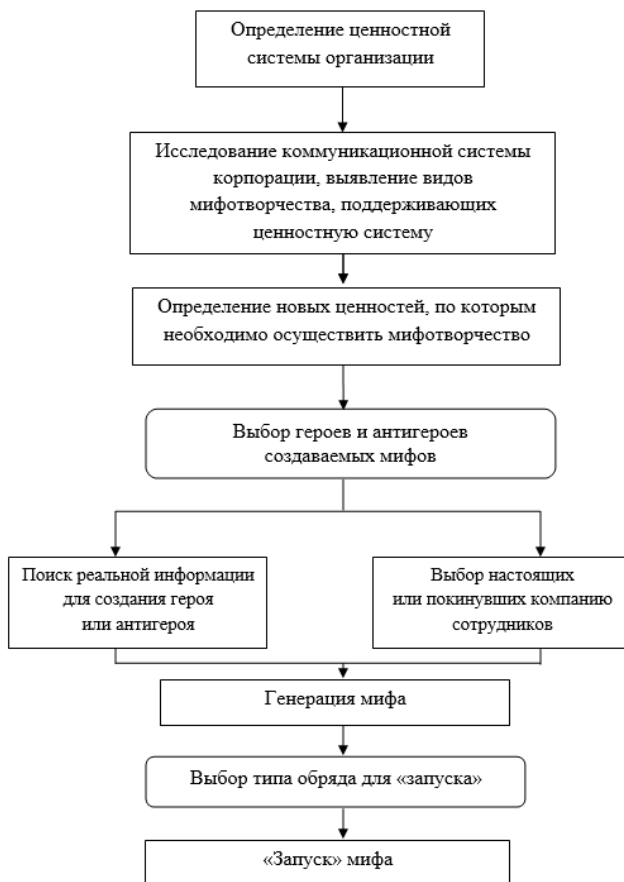 Определение ценностной
системы организации
Исследование коммуникационной системы
корпорации, выявление видов
мифотворчества, поддерживающих
ценностную систему
Определение новых ценностей, по которым
необходимо осуществить мифотворчество
Выбор героев и антигероев
создаваемых мифов
Поиск реальной информации
для создания героя
или антигероя
Выбор настоящих
или покинувших компанию
сотрудников
Генерация мифа
Выбор типа обряда для «запуска»
«Запуск» мифа